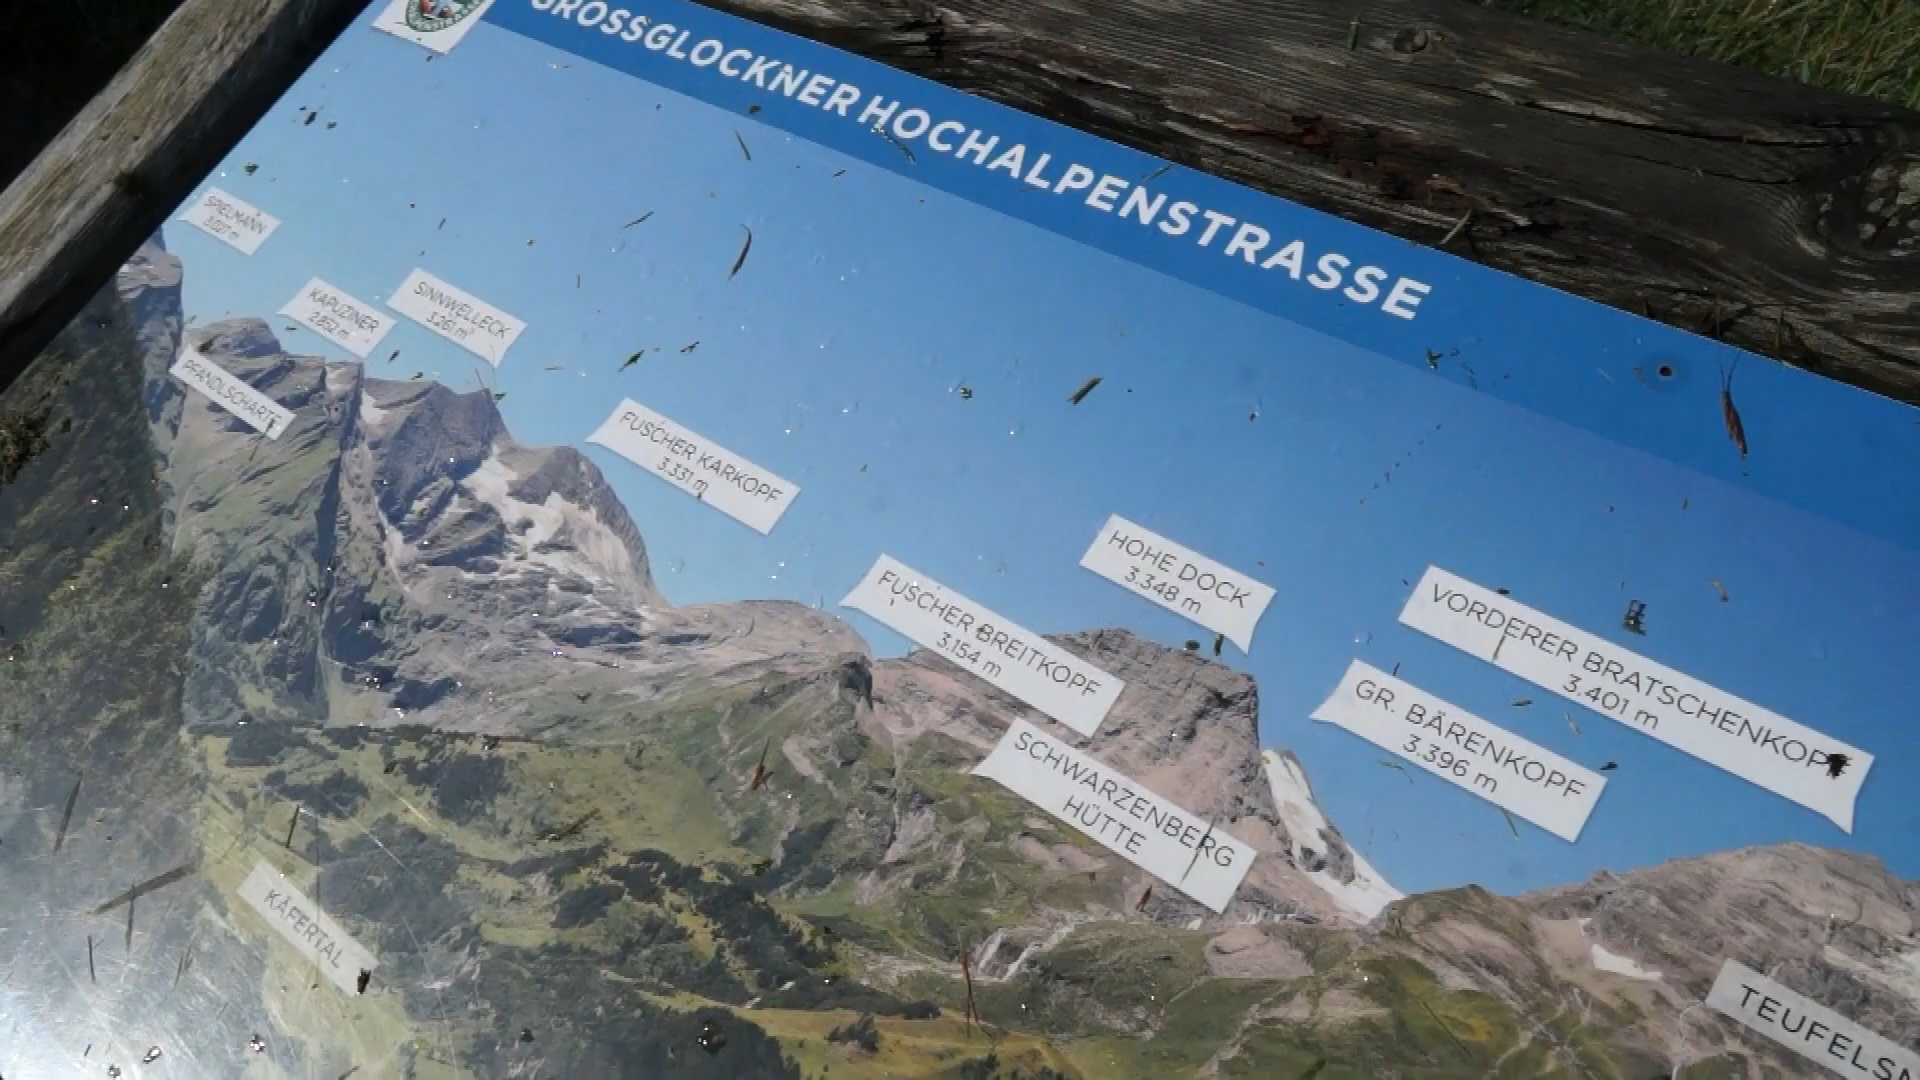 GROSSGLOCKNER HOCHALPENSTRASSE
SPIELMANN
3.027 m
KAPUZINER
2.852 m
SINNWELLECK
3.261 m
PFANDLSCHARTE
FUSCHER KARKOPF
3.331 m
FUSCHER BREITKOPF
3.154 m
HOHE DOCK
3.348 m
VORDERER BRATSCHENKOPF
3.401 m
GR. BÄRENKOPF
3.396 m
SCHWARZENBERG
HÜTTE
KÄFERTAL